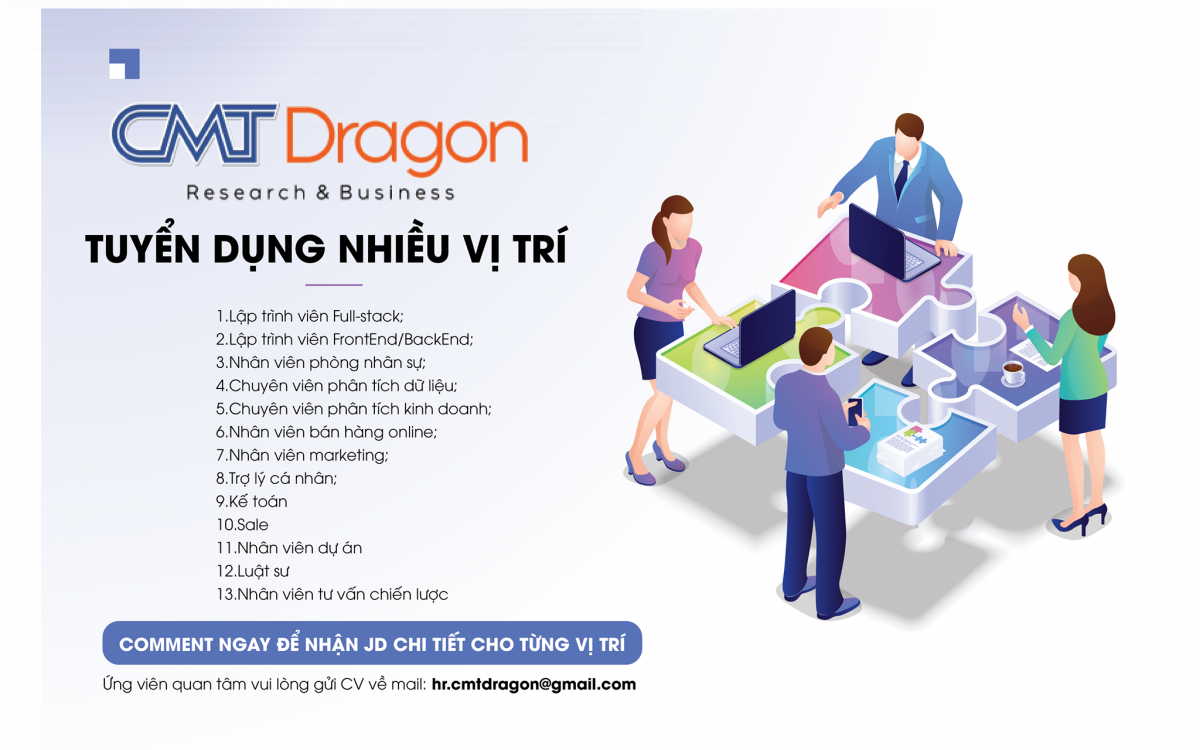 CMT Dragon
Research & Business
TUYỂN DỤNG NHIỀU VỊ TRÍ
1.Lập trình viên Full-stack;
2.Lập trình viên FrontEnd/BackEnd;
3.Nhân viên phòng nhân sự;
4.Chuyên viên phân tích dữ liệu;
5.Chuyên viên phân tích kinh doanh;
6.Nhân viên bán hàng online;
7.Nhân viên marketing;
8.Trợ lý cá nhân;
9.Kế toán
10.Sale
11.Nhân viên dự án
12.Luật sư
13.Nhân viên tư vấn chiến lược
COMMENT NGAY ĐỂ NHẬN JD CHI TIẾT CHO TỪNG VỊ TRÍ
Ứng viên quan tâm vui lòng gửi CV về mail: hr.cmtdragon@gmail.com